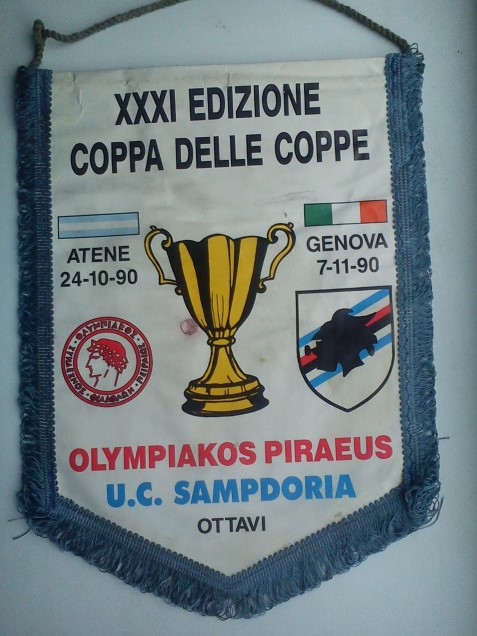 XXXI EDIZIONE
COPPA DELLE COPPE
ATENE
24-10-90
GENOVA
7-11-90
OLYMPIAKOS PIRAEUS
U.C. SAMPDORIA
OTTAVI